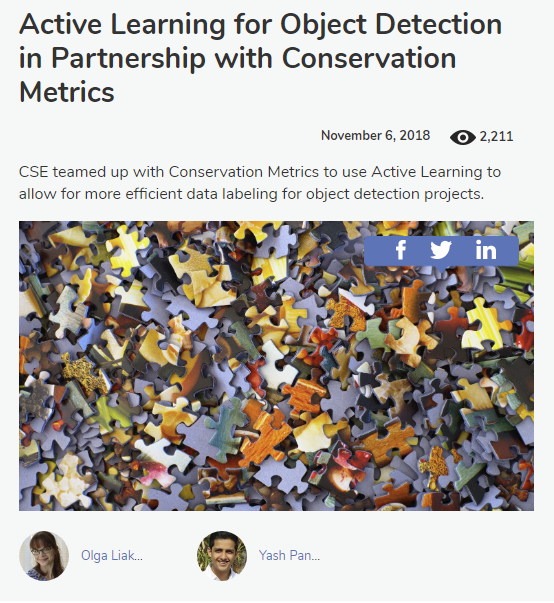 Active Learning for Object Detection
in Partnership with Conservation
Metrics
November 6, 2018 2,211
CSE teamed up with Conservation Metrics to use Active Learning to
allow for more efficient data labeling for object detection projects.
f in
Olga Liak... Yash Pan...